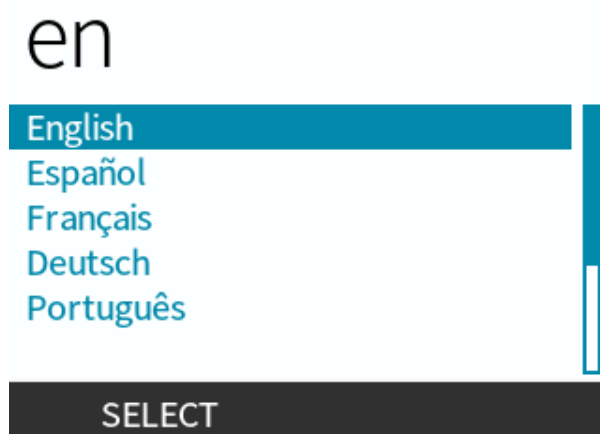 en
English
Español
Français
Deutsch
Português
SELECT